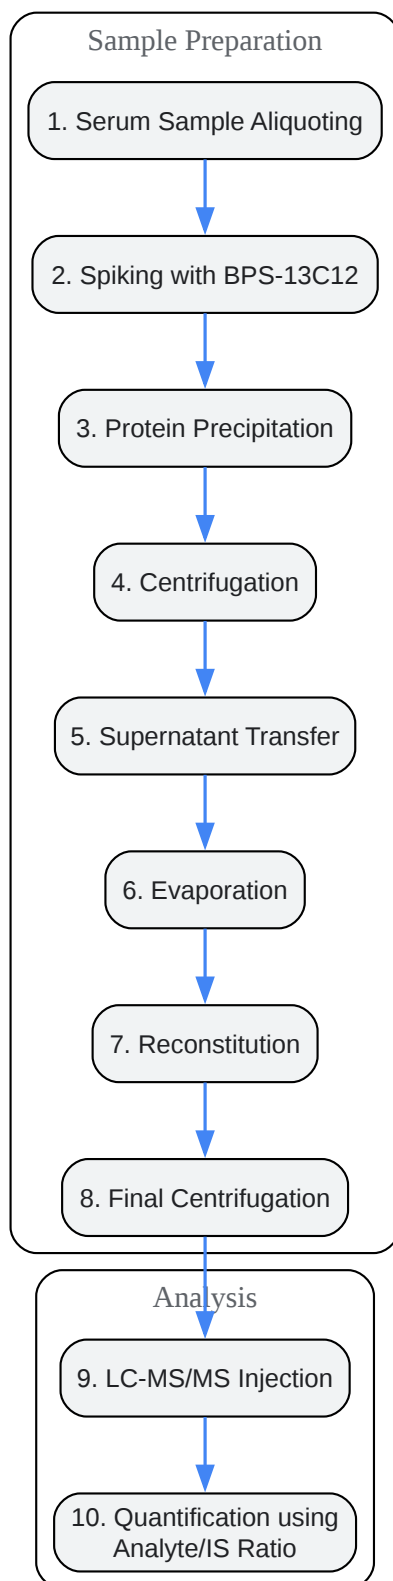 Sample Preparation
1. Serum Sample Aliquoting
2. Spiking with BPS-13C12
3. Protein Precipitation
4. Centrifugation
5. Supernatant Transfer
6. Evaporation
7. Reconstitution
8. Final Centrifugation
Analysis
9. LC-MS/MS Injection
10. Quantification using
Analyte/IS Ratio